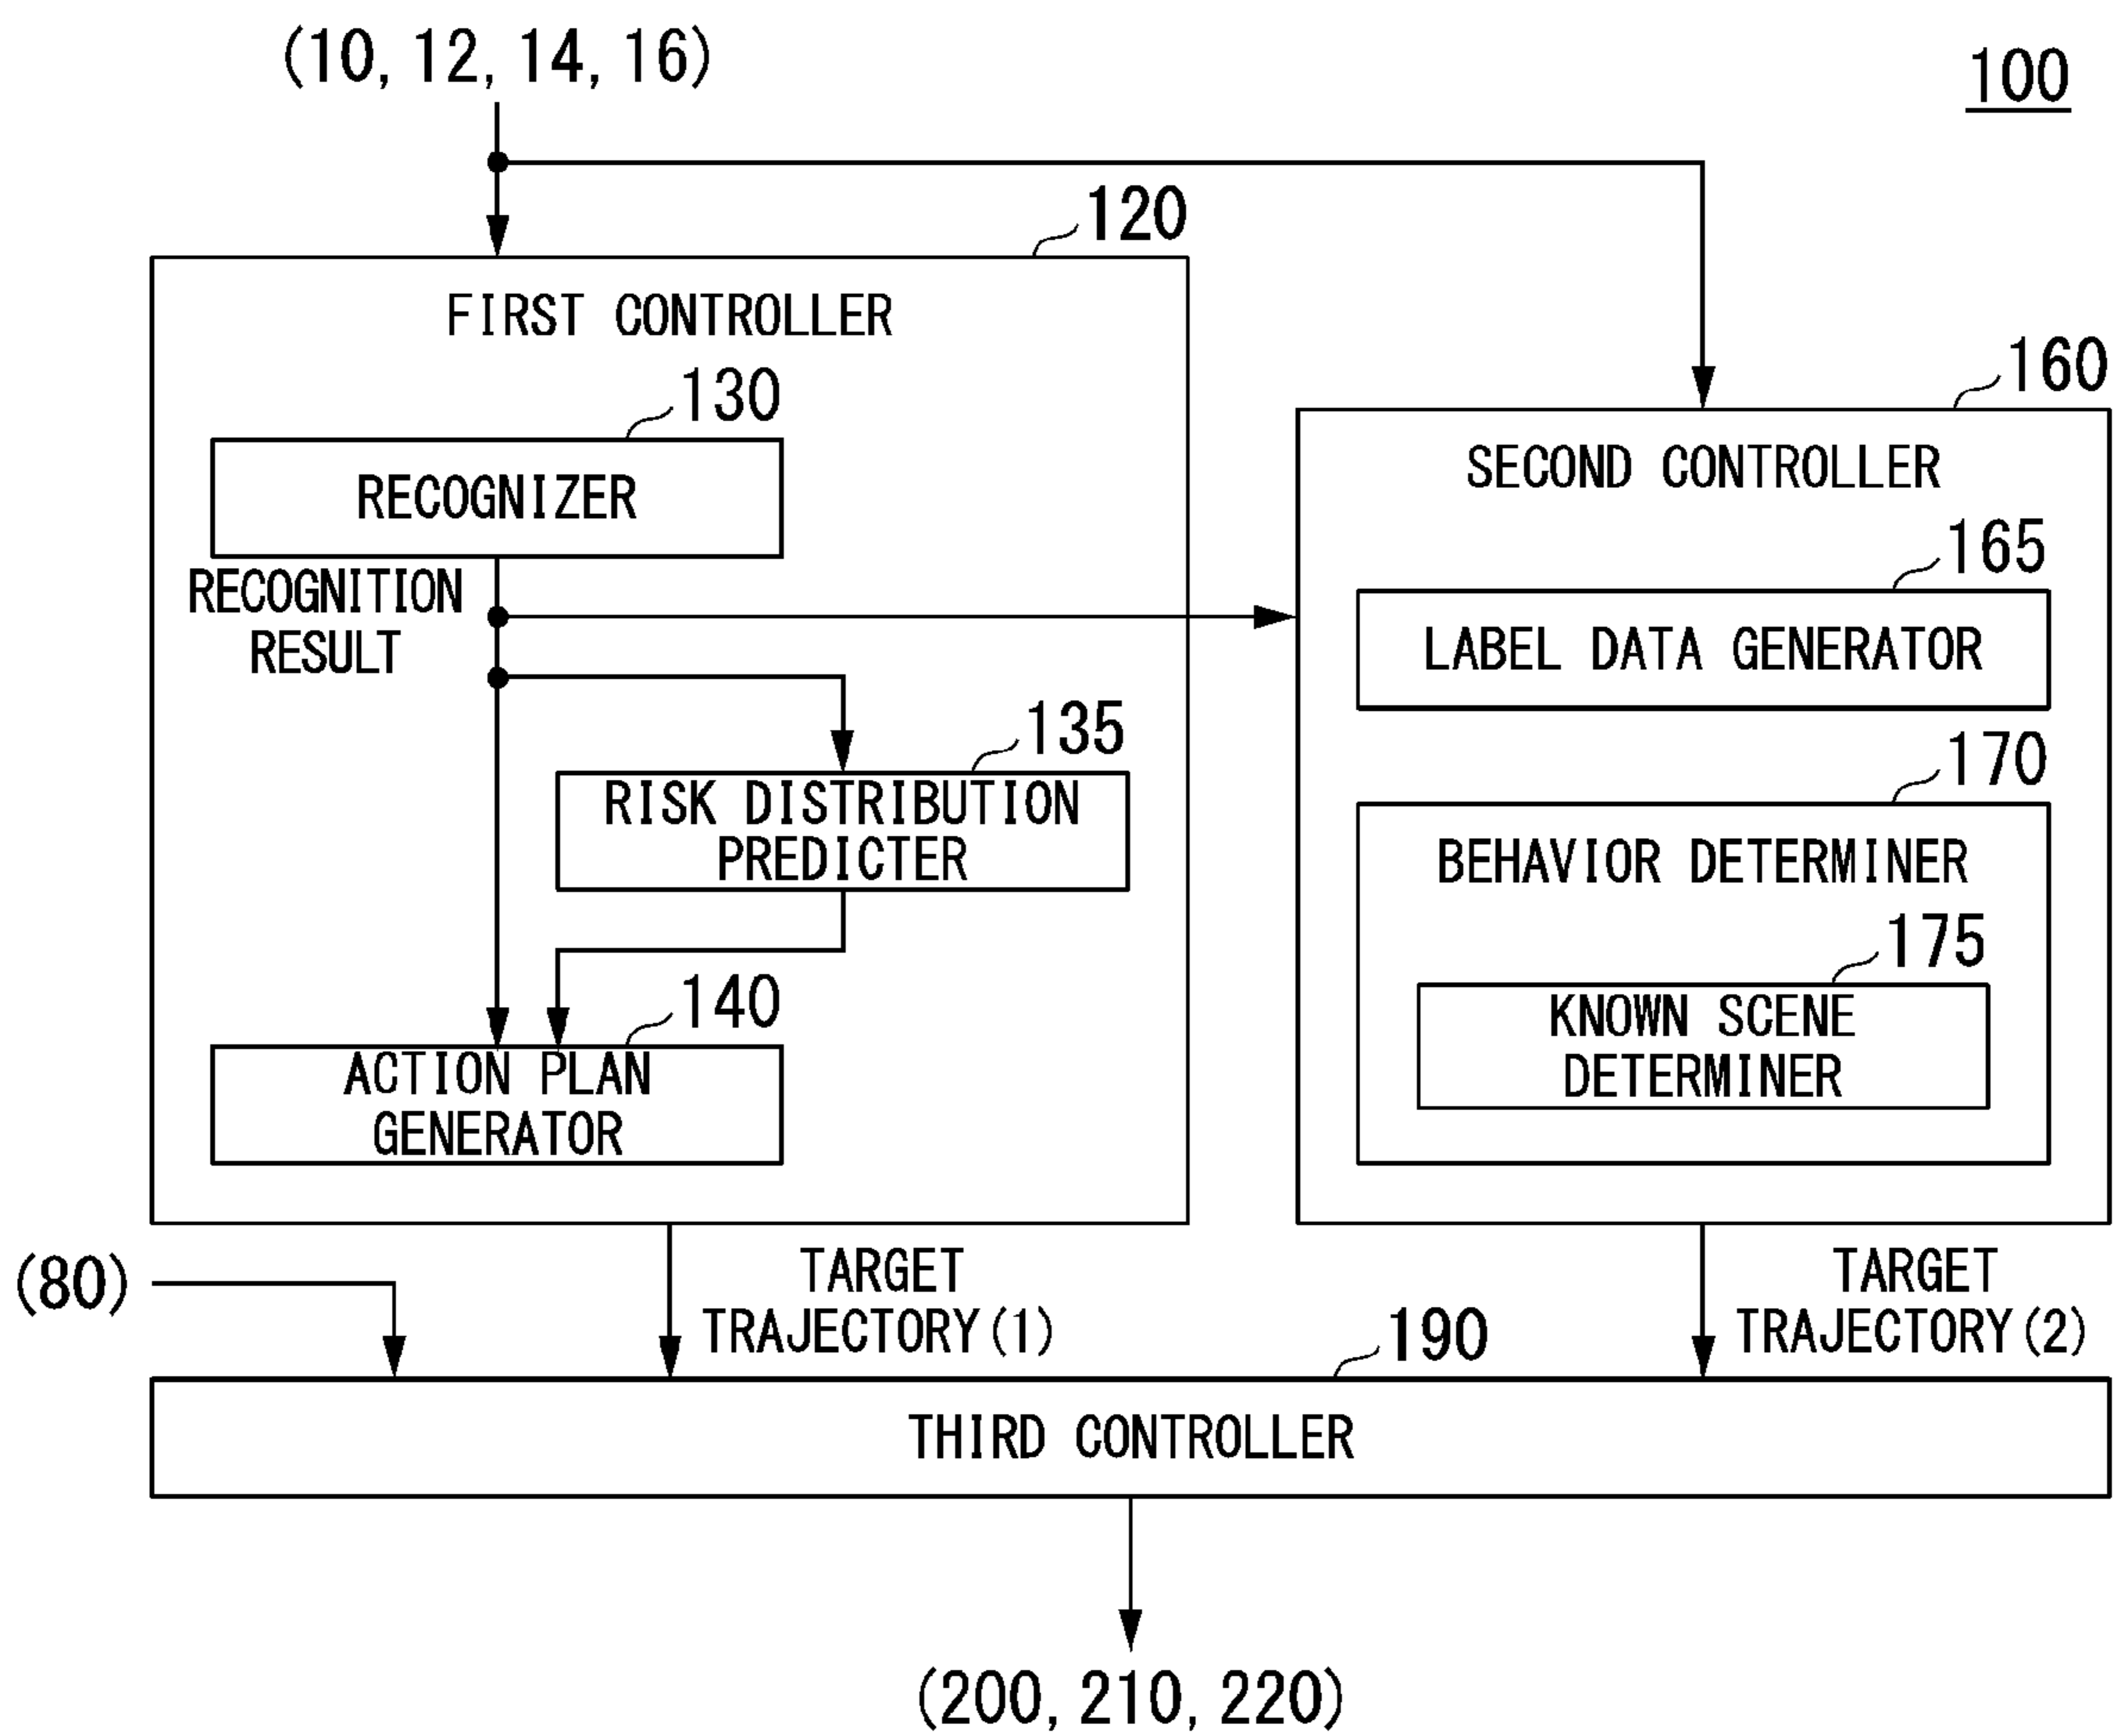 (10, 12, 14, 16)
100
120
FIRST CONTROLLER
130
RECOGNIZER
RECOGNITION
RESULT
135
RISK DISTRIBUTION
PREDICTER
140
ACTION PLAN
GENERATOR
160
SECOND CONTROLLER
165
LABEL DATA GENERATOR
170
BEHAVIOR DETERMINER
175
KNOWN SCENE
DETERMINER
(80)
TARGET
TRAJECTORY(1)
TARGET
TRAJECTORY(2)
190
THIRD CONTROLLER
(200, 210, 220)